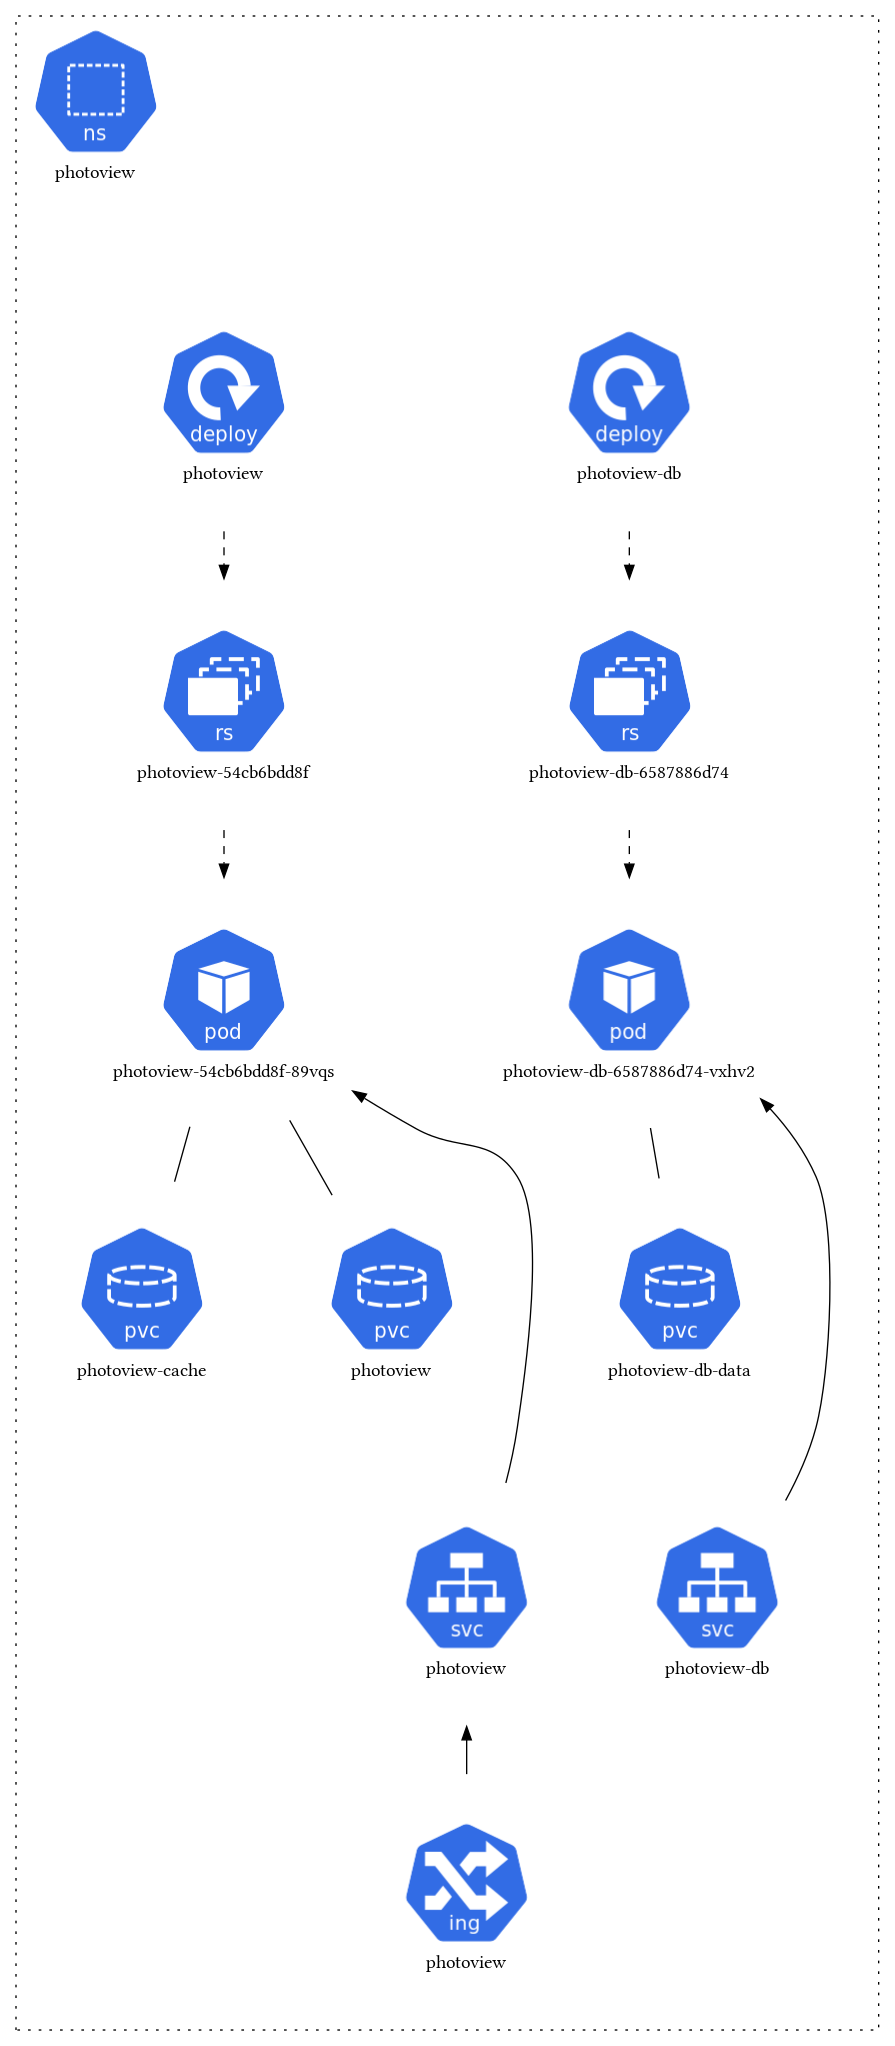 ns
photoview
deploy
photoview
deploy
photoview-db
rs
photoview-54cb6bdd8f
rs
photoview-db-6587886d74
pod
photoview-54cb6bdd8f-89vqs
pod
photoview-db-6587886d74-vxhv2
pvc
photoview-cache
pvc
photoview
pvc
photoview-db-data
svc
photoview
svc
photoview-db
ing
photoview